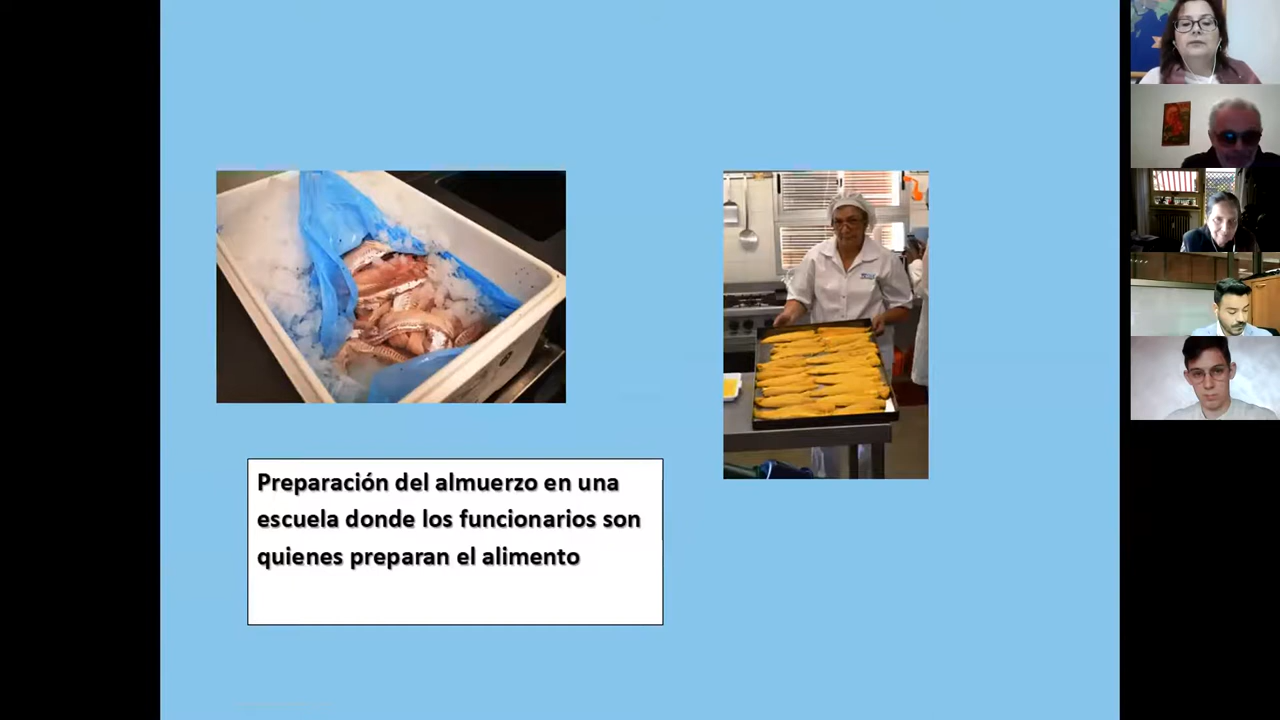 Preparación del almuerzo en una
escuela donde los funcionarios son
quienes preparan el alimento